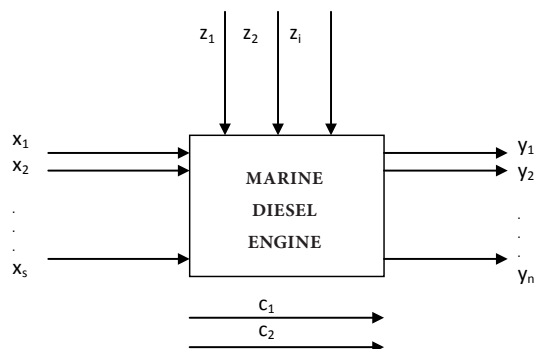 z₁ z₂ zᵢ
x₁
x₂
.
.
.
xₛ
MARINE
DIESEL
ENGINE
y₁
y₂
.
.
.
yₙ
c₁
c₂